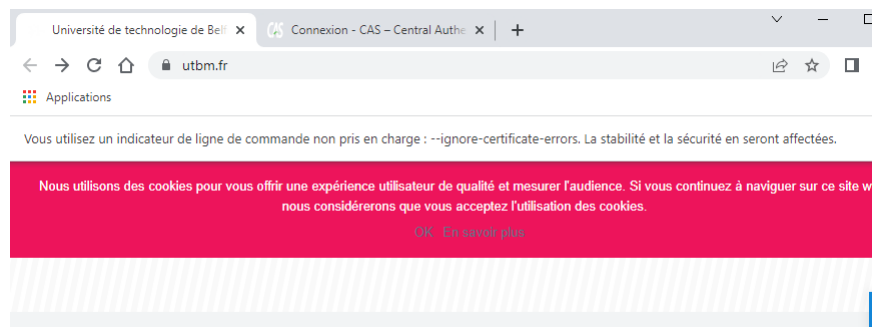 Université de technologie de Belf
Connexion - CAS – Central Authe
utbm.fr
Applications
Vous utilisez un indicateur de ligne de commande non pris en charge : --ignore-certificate-errors. La stabilité et la sécurité en seront affectées.
Nous utilisons des cookies pour vous offrir une expérience utilisateur de qualité et mesurer l'audience. Si vous continuez à naviguer sur ce site w
nous considérerons que vous acceptez l'utilisation des cookies.
OK En savoir plus